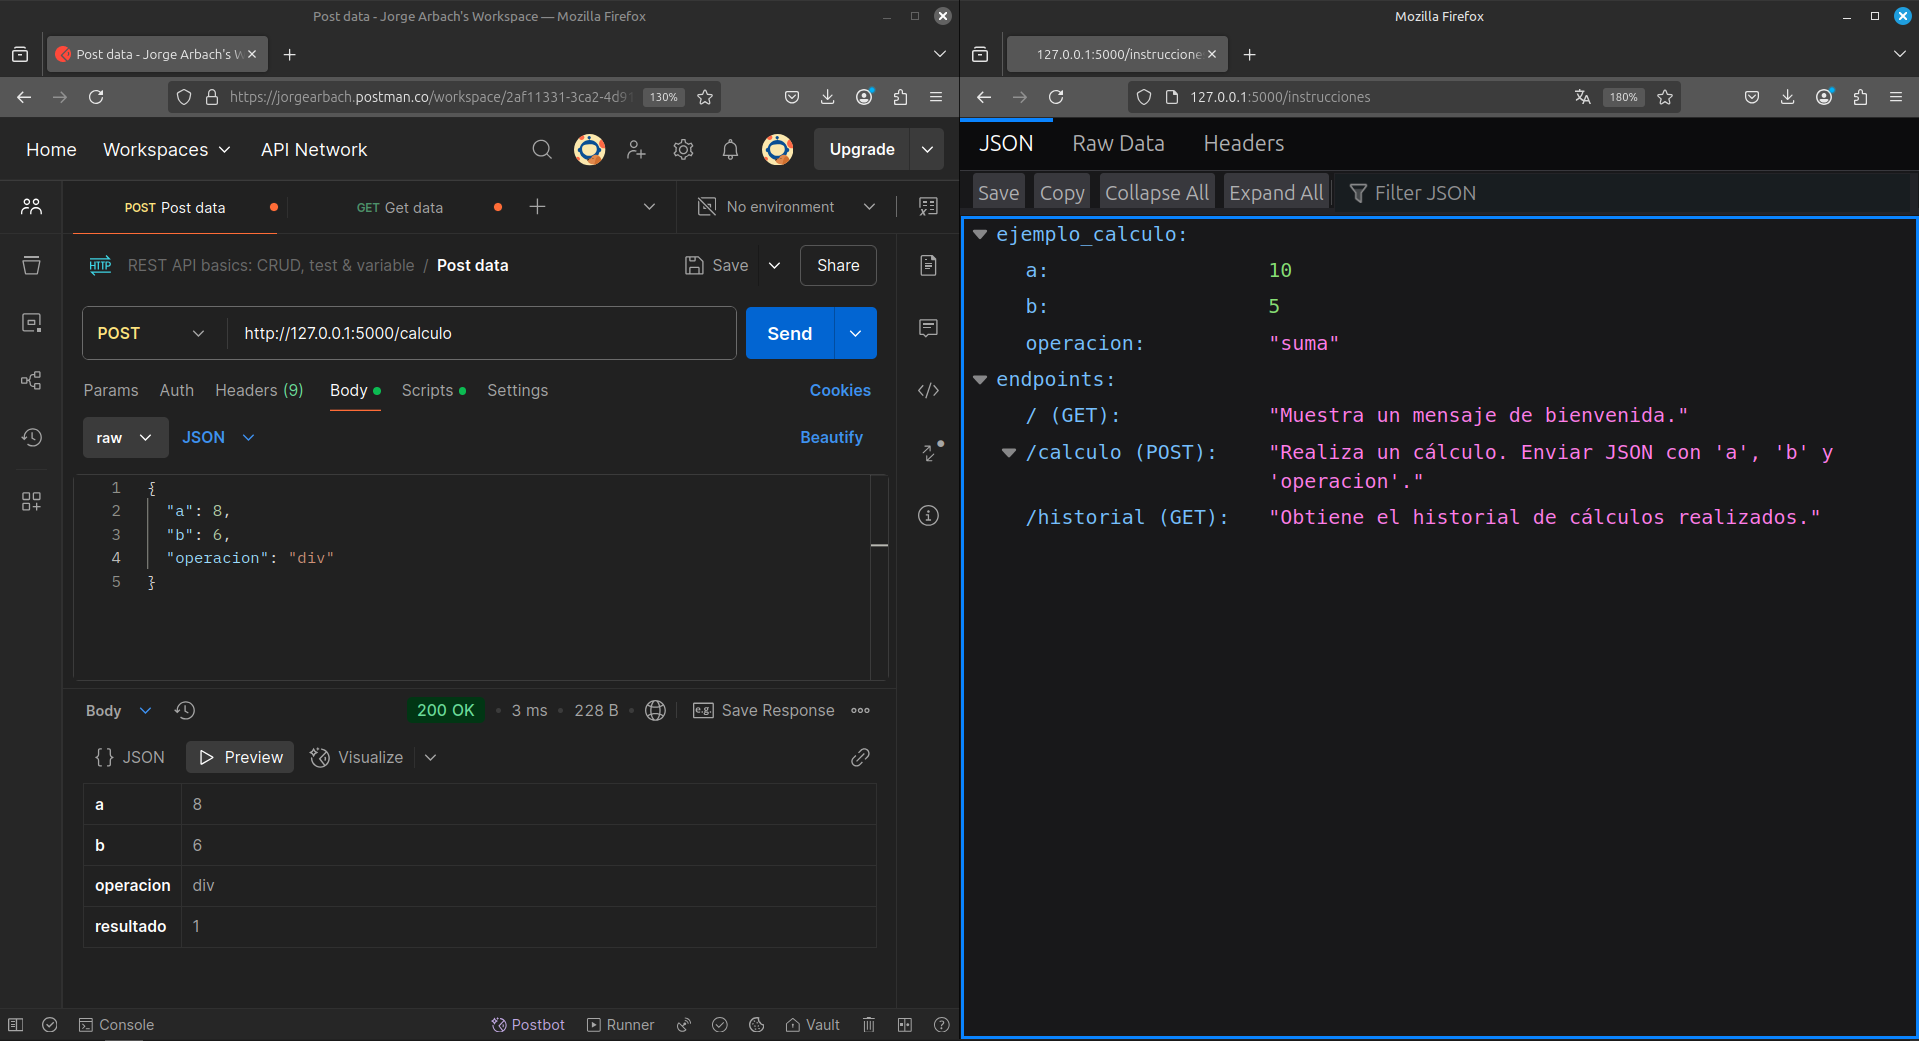 Post data - Jorge Arbach's Workspace — Mozilla Firefox
Post data - Jorge Arbach's W
https://jorgearbach.postman.co/workspace/2af11331-3ca2-4d91
130%
Home
Workspaces
API Network
Upgrade
POST Post data
GET Get data
No environment
HTTP
REST API basics: CRUD, test & variable / Post data
Save
Share
POST
http://127.0.0.1:5000/calculo
Send
Params
Auth
Headers (9)
Body
Scripts
Settings
Cookies
raw
JSON
Beautify
1 {
2 "a": 8,
3 "b": 6,
4 "operacion": "div"
5 }
Body
200 OK
3 ms
228 B
e.g.
Save Response
{} JSON
Preview
Visualize
a 8
b 6
operacion div
resultado 1
Console
Postbot
Runner
Vault
Mozilla Firefox
127.0.0.1:5000/instruccione
127.0.0.1:5000/instrucciones
180%
JSON
Raw Data
Headers
Save
Copy
Collapse All
Expand All
Filter JSON
ejemplo_calculo:
a: 10
b: 5
operacion: "suma"
endpoints:
/ (GET): "Muestra un mensaje de bienvenida."
/calculo (POST): "Realiza un cálculo. Enviar JSON con 'a', 'b' y
'operacion'."
/historial (GET): "Obtiene el historial de cálculos realizados."